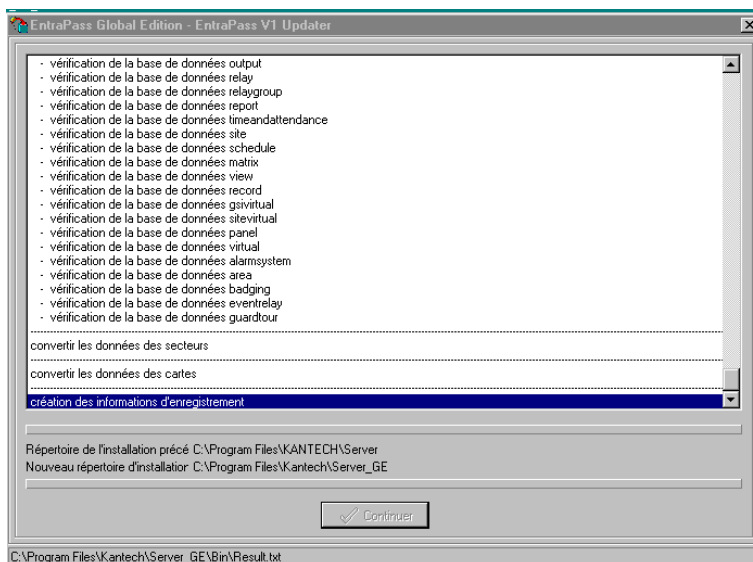 EntraPass Global Edition - EntraPass V1 Updater
- vérification de la base de données output
- vérification de la base de données relay
- vérification de la base de données relaygroup
- vérification de la base de données report
- vérification de la base de données timeandattendance
- vérification de la base de données site
- vérification de la base de données schedule
- vérification de la base de données matrix
- vérification de la base de données view
- vérification de la base de données record
- vérification de la base de données gsivirtual
- vérification de la base de données sitevirtual
- vérification de la base de données panel
- vérification de la base de données virtual
- vérification de la base de données alarmsystem
- vérification de la base de données area
- vérification de la base de données badging
- vérification de la base de données eventrelay
- vérification de la base de données guardtour
convertir les données des secteurs
convertir les données des cartes
création des informations d'enregistrement
Répertoire de l'installation précé C:\Program Files\KANTECH\Server
Nouveau répertoire d'installatior C:\Program Files\Kantech\Server_GE
Continuer
C:\Program Files\Kantech\Server_GE\Bin\Result.txt